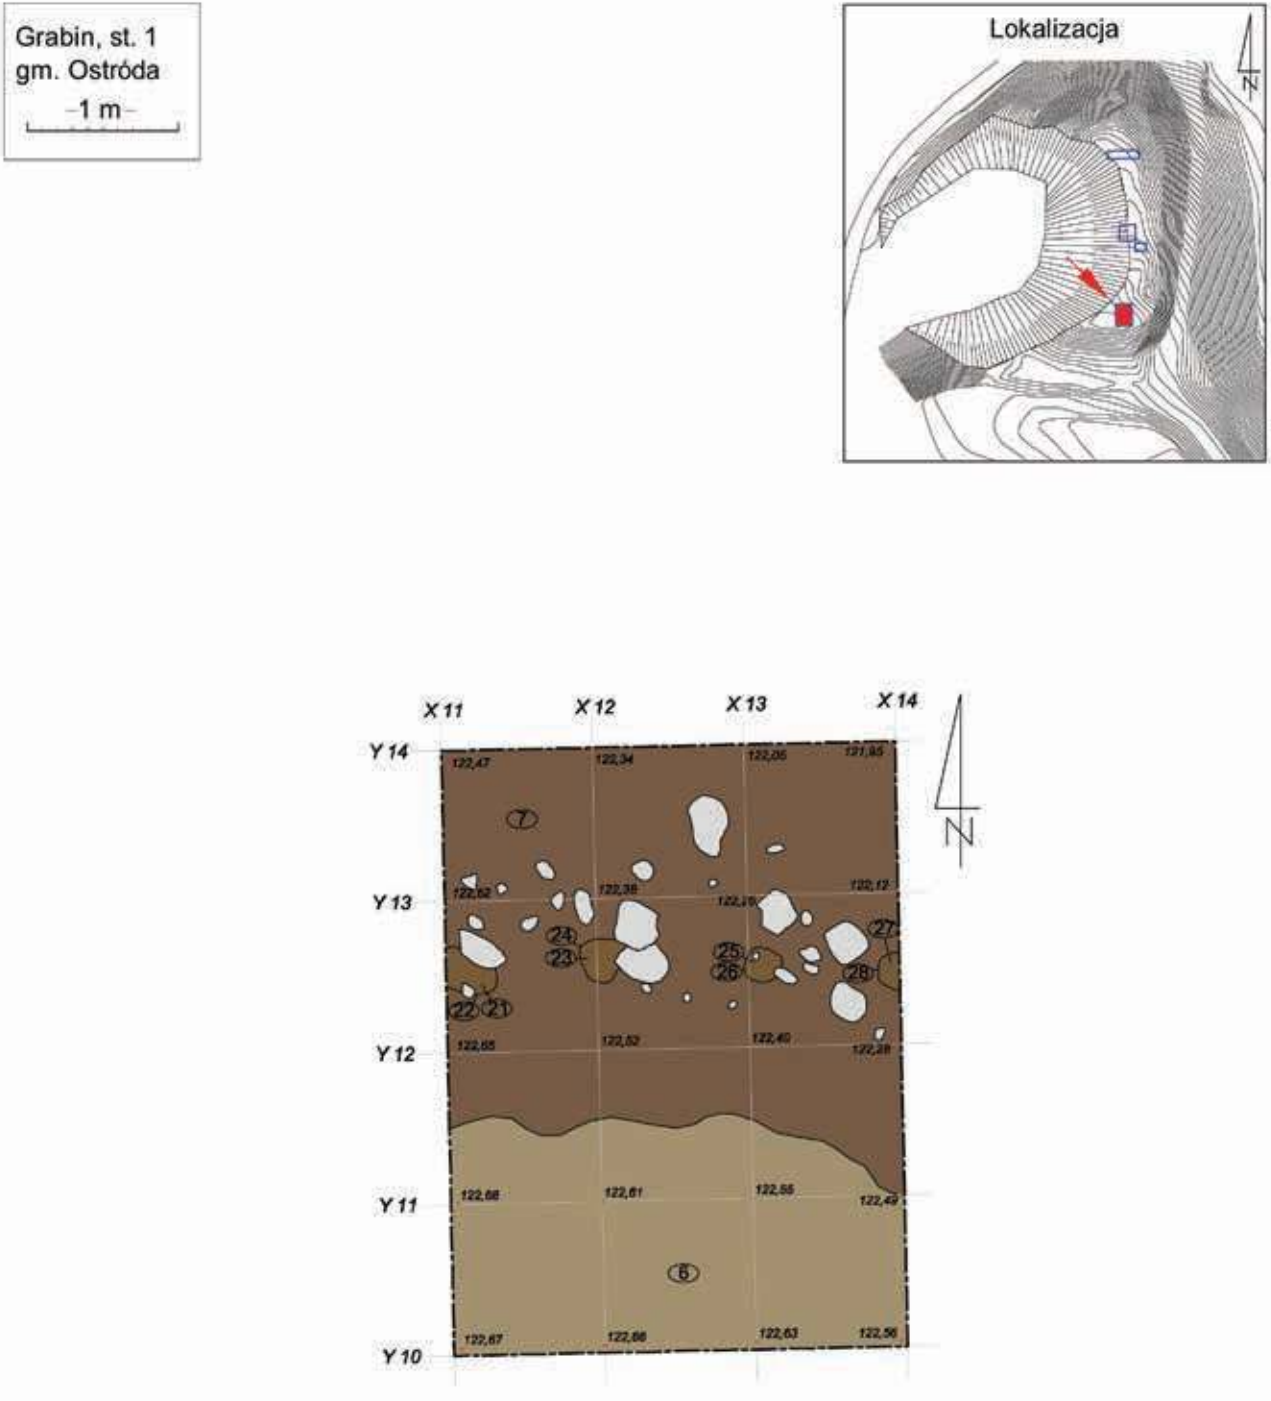 Grabin, st. 1
gm. Ostróda
1 m
Lokalizacja
N
X 11 X 12 X 13 X 14
N
Y 14
122,47 122,34 122,05 121,95
7
Y 13
122,52 122,38 122,12
24 27
23 25
26 28
22 21
Y 12
122,65 122,52 122,40 122,28
Y 11
122,68 122,61 122,55 122,49
6
Y 10
122,67 122,66 122,63 122,56